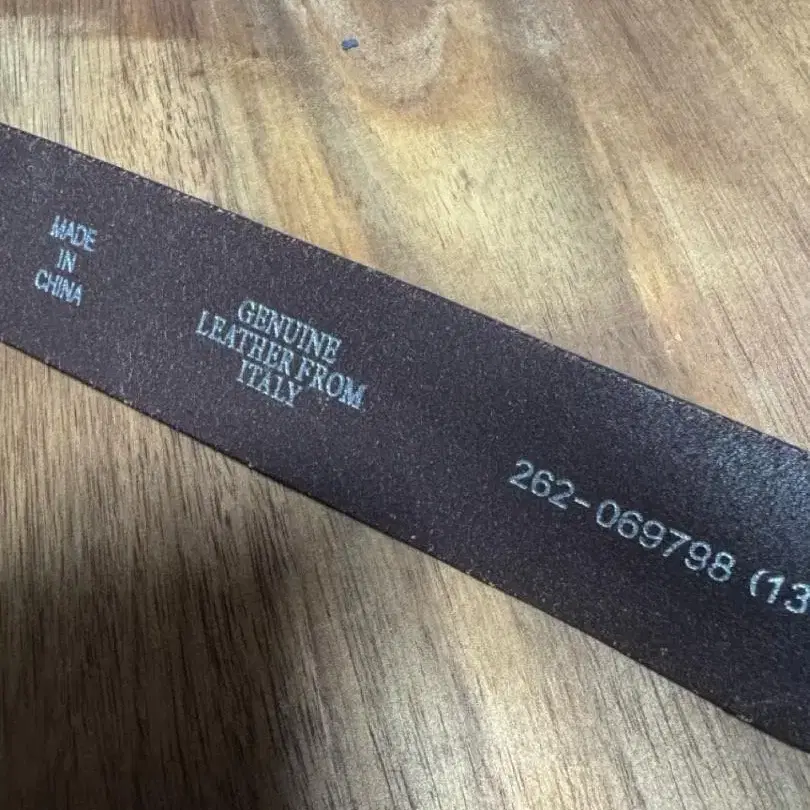 MADE
IN
CHINA
GENUINE
LEATHER FROM
ITALY
262-069798 (13